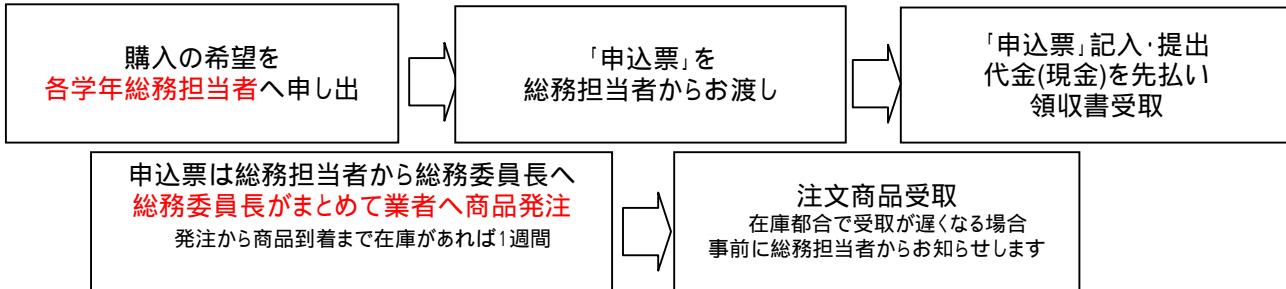 購入の希望を
各学年総務担当者へ申し出
「申込票」を
総務担当者からお渡し
「申込票」記入・提出
代金(現金)を先払い
領収書受取
申込票は総務担当者から総務委員長へ
総務委員長がまとめて業者へ商品発注
発注から商品到着まで在庫があれば1週間
注文商品受取
在庫都合で受取が遅くなる場合
事前に総務担当者からお知らせします